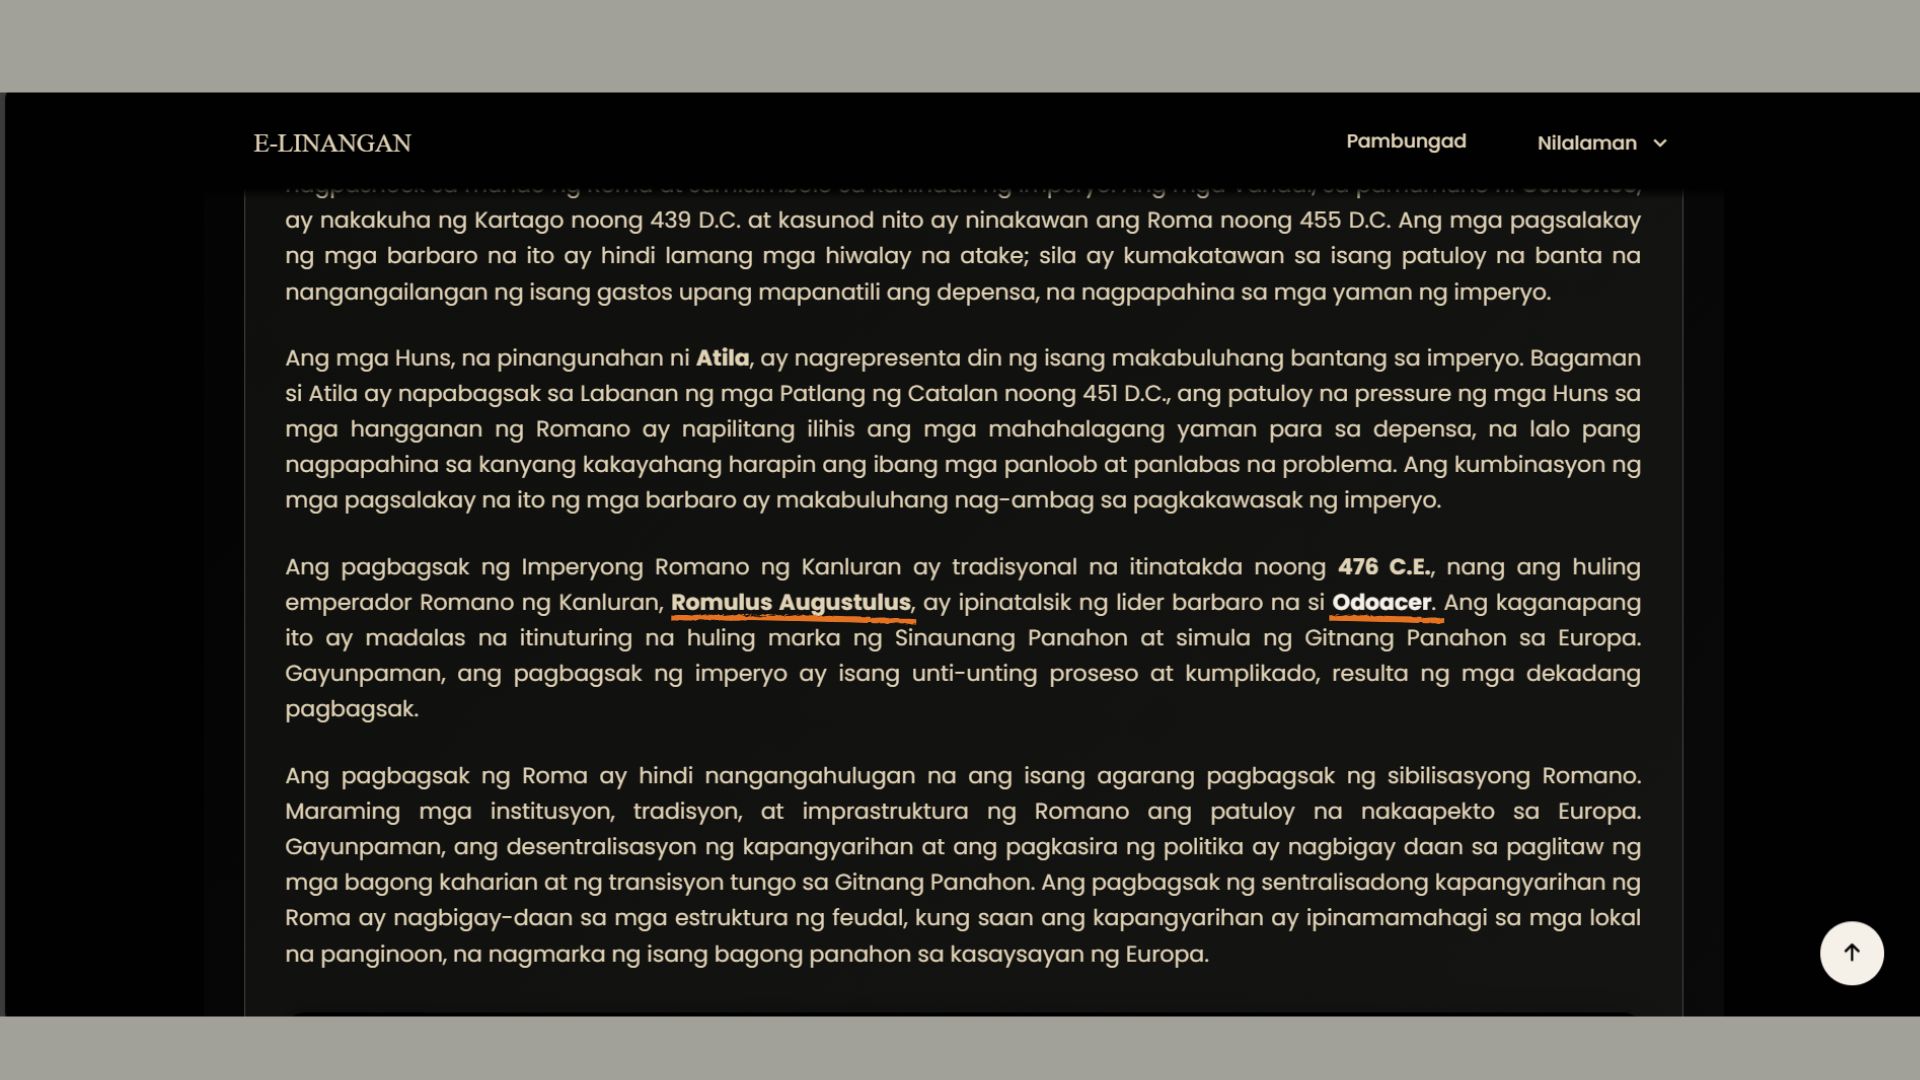 E-LINANGAN
Pambungad
Nilalaman
ay nakakuha ng Kartago noong 439 D.C. at kasunod nito ay ninakawan ang Roma noong 455 D.C. Ang mga pagsalakay
ng mga barbaro na ito ay hindi lamang mga hiwalay na atake; sila ay kumakatawan sa isang patuloy na banta na
nangangailangan ng isang gastos upang mapanatili ang depensa, na nagpapahina sa mga yaman ng imperyo.
Ang mga Huns, na pinangunahan ni Atila, ay nagrepresenta din ng isang makabuluhang bantang sa imperyo. Bagaman
si Atila ay napabagsak sa Labanan ng mga Patlang ng Catalan noong 451 D.C., ang patuloy na pressure ng mga Huns sa
mga hangganan ng Romano ay napilitang ilihis ang mga mahahalagang yaman para sa depensa, na lalo pang
nagpapahina sa kanyang kakayahang harapin ang ibang mga panloob at panlabas na problema. Ang kumbinasyon ng
mga pagsalakay na ito ng mga barbaro ay makabuluhang nag-ambag sa pagkakawasak ng imperyo.
Ang pagbagsak ng Imperyong Romano ng Kanluran ay tradisyonal na itinatakda noong 476 C.E., nang ang huling
emperador Romano ng Kanluran, Romulus Augustulus, ay ipinatalsik ng lider barbaro na si Odoacer. Ang kaganapang
ito ay madalas na itinuturing na huling marka ng Sinaunang Panahon at simula ng Gitnang Panahon sa Europa.
Gayunpaman, ang pagbagsak ng imperyo ay isang unti-unting proseso at kumplikado, resulta ng mga dekadang
pagbagsak.
Ang pagbagsak ng Roma ay hindi nangangahulugan na ang isang agarang pagbagsak ng sibilisasyong Romano.
Maraming mga institusyon, tradisyon, at imprastruktura ng Romano ang patuloy na nakaapekto sa Europa.
Gayunpaman, ang desentralisasyon ng kapangyarihan at ang pagkasira ng politika ay nagbigay daan sa paglitaw ng
mga bagong kaharian at ng transisyon tungo sa Gitnang Panahon. Ang pagbagsak ng sentralisadong kapangyarihan ng
Roma ay nagbigay-daan sa mga estruktura ng feudal, kung saan ang kapangyarihan ay ipinamamahagi sa mga lokal
na panginoon, na nagmarka ng isang bagong panahon sa kasaysayan ng Europa.